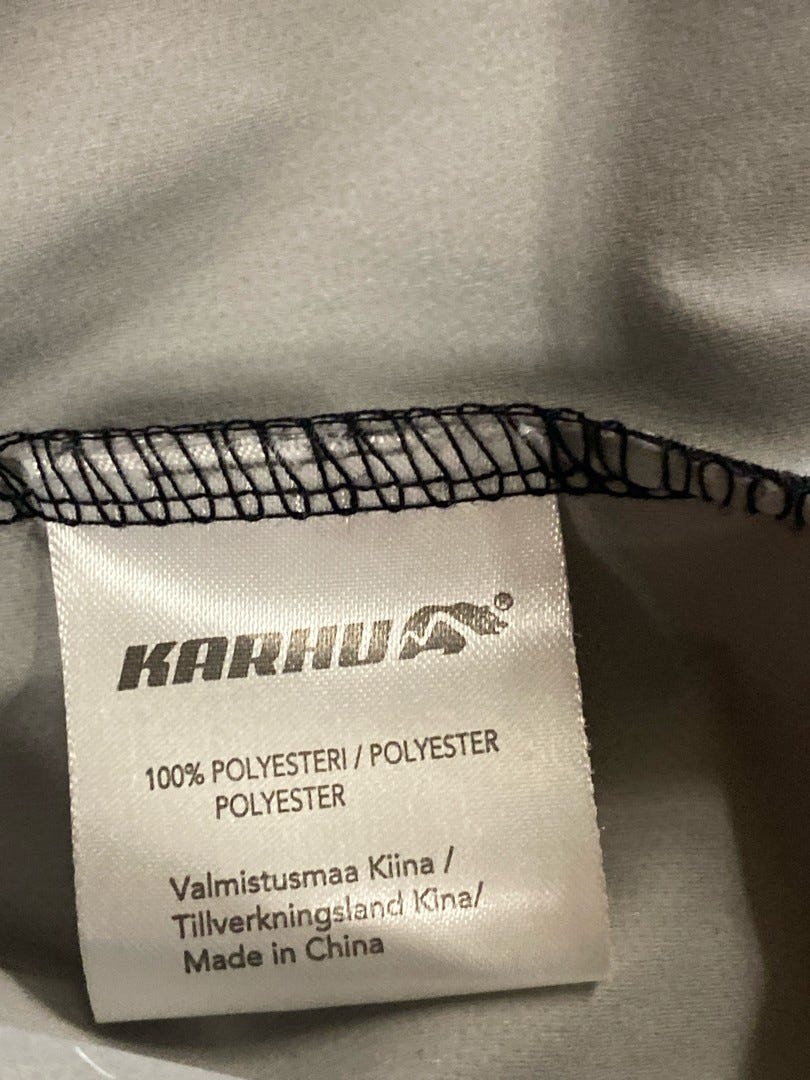 KARHU®
100% POLYESTERI / POLYESTER
POLYESTER
Valmistusmaa Kiina /
Tillverkningsland Kina/
Made in China